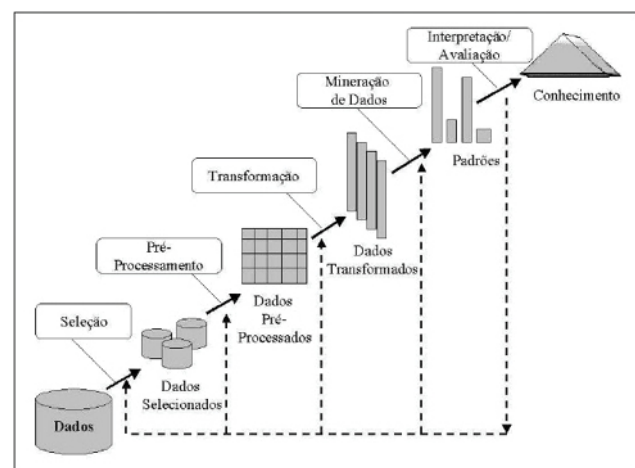 Interpretação/
Avaliação
Conhecimento
Mineração
de Dados
Padrões
Transformação
Dados
Transformados
Pré-
Processamento
Dados
Pré-
Processados
Seleção
Dados
Selecionados
Dados